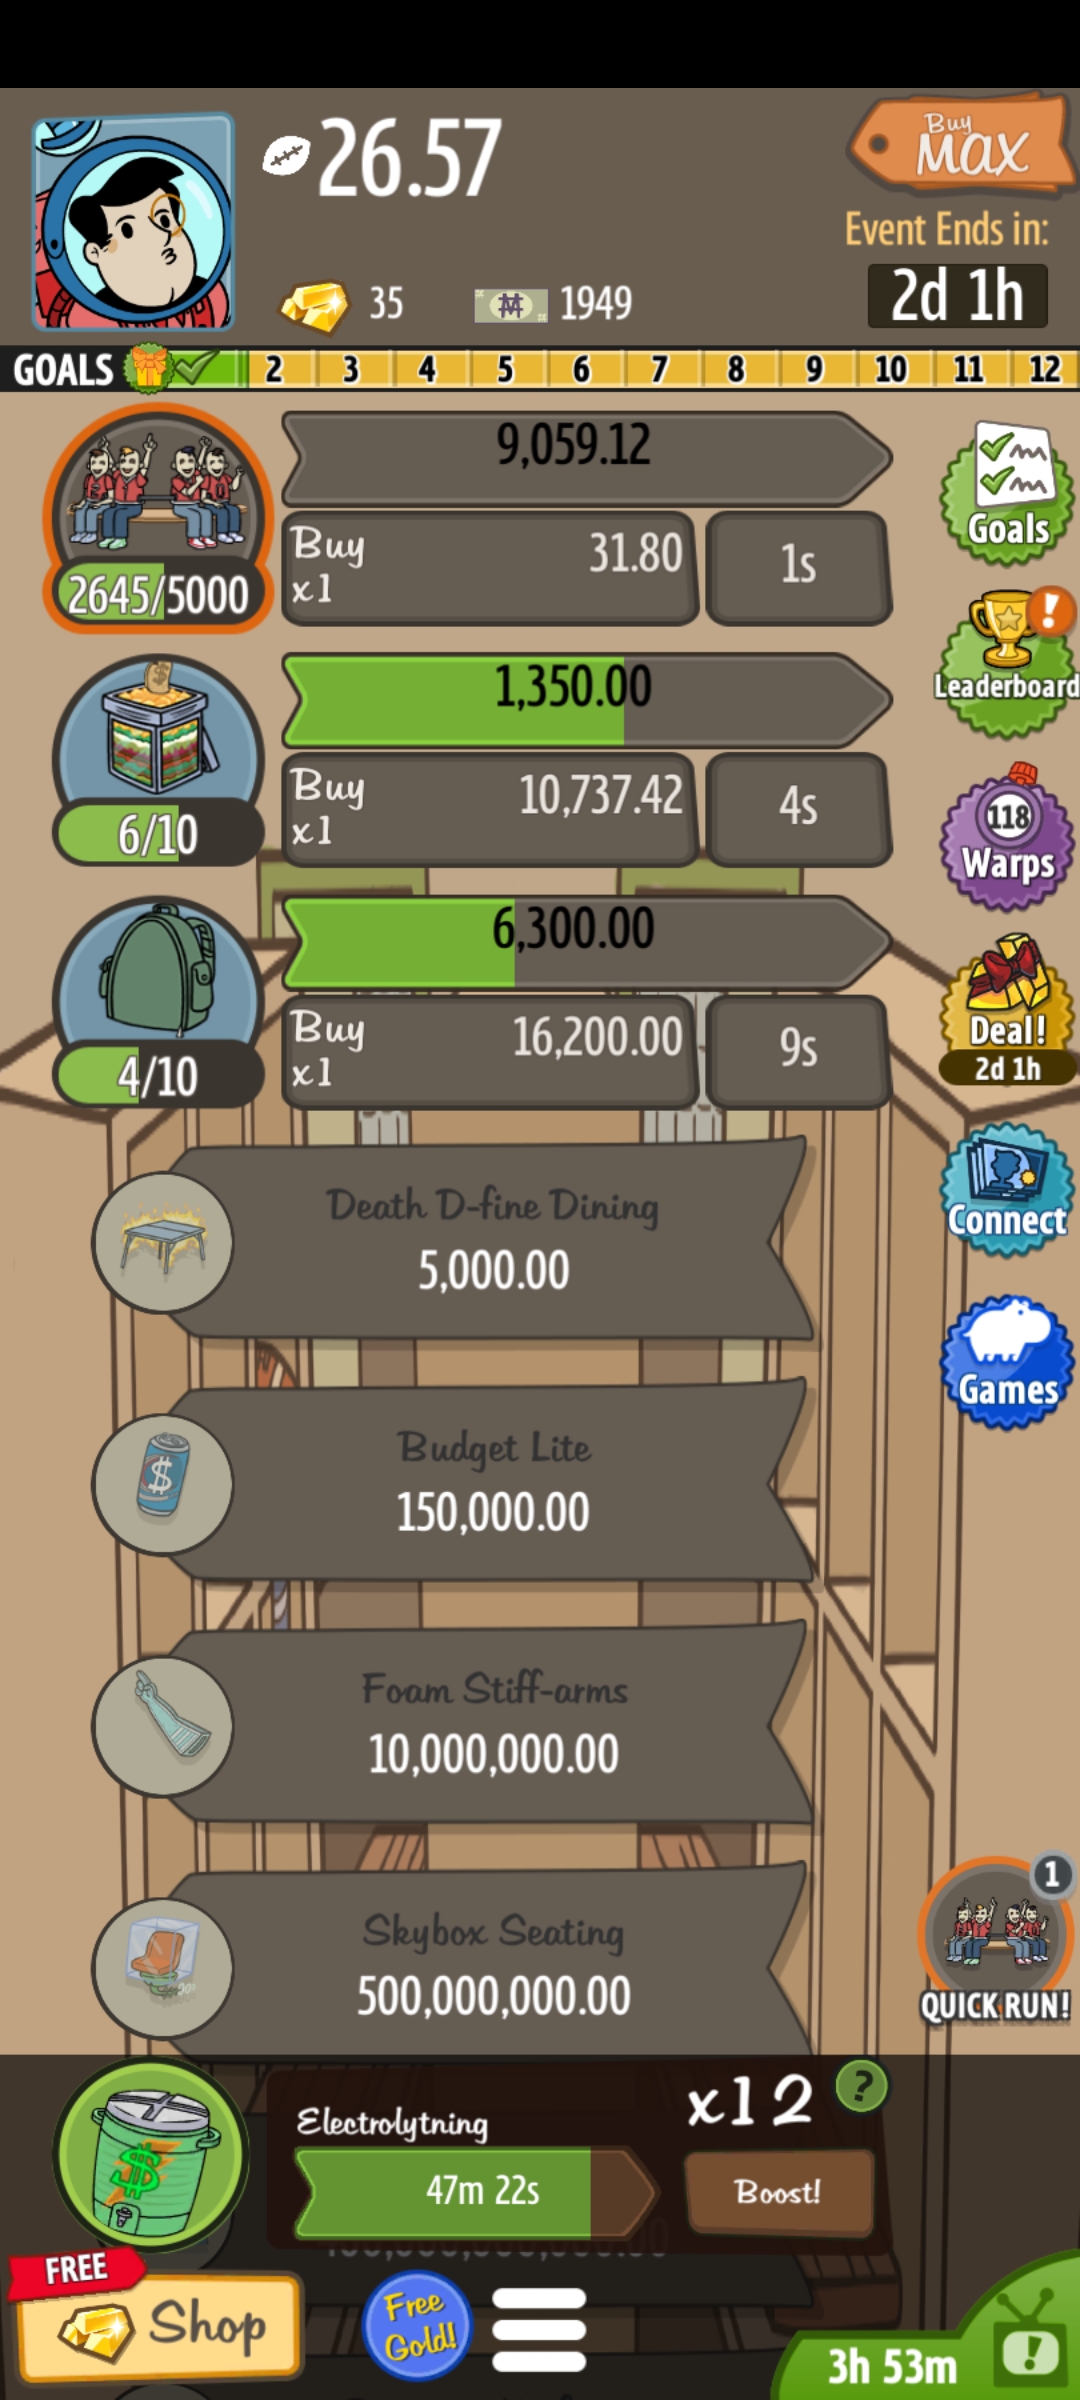 26.57
Buy
MAX
Event Ends in:
2d 1h
35
1949
GOALS 2 3 4 5 6 7 8 9 10 11 12
9,059.12
Buy
x1
31.80
1s
2645/5000
Goals
1,350.00
Buy
x1
10,737.42
4s
6/10
!
Leaderboard
118
Warps
6,300.00
Buy
x1
16,200.00
9s
4/10
Deal!
2d 1h
Death D-fine Dining
5,000.00
Connect
Games
Budget Lite
150,000.00
Foam Stiff-arms
10,000,000.00
Skybox Seating
500,000,000.00
1
QUICK RUN!
Electrolytning
47m 22s
x12
?
Boost!
FREE
Shop
Free
Gold!
3h 53m
!